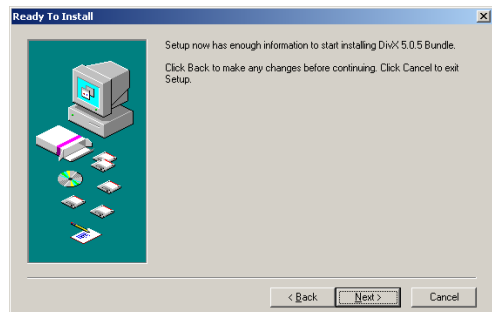 Ready To Install
Setup now has enough information to start installing DivX 5.0.5 Bundle.
Click Back to make any changes before continuing. Click Cancel to exit
Setup.
< Back
Next >
Cancel